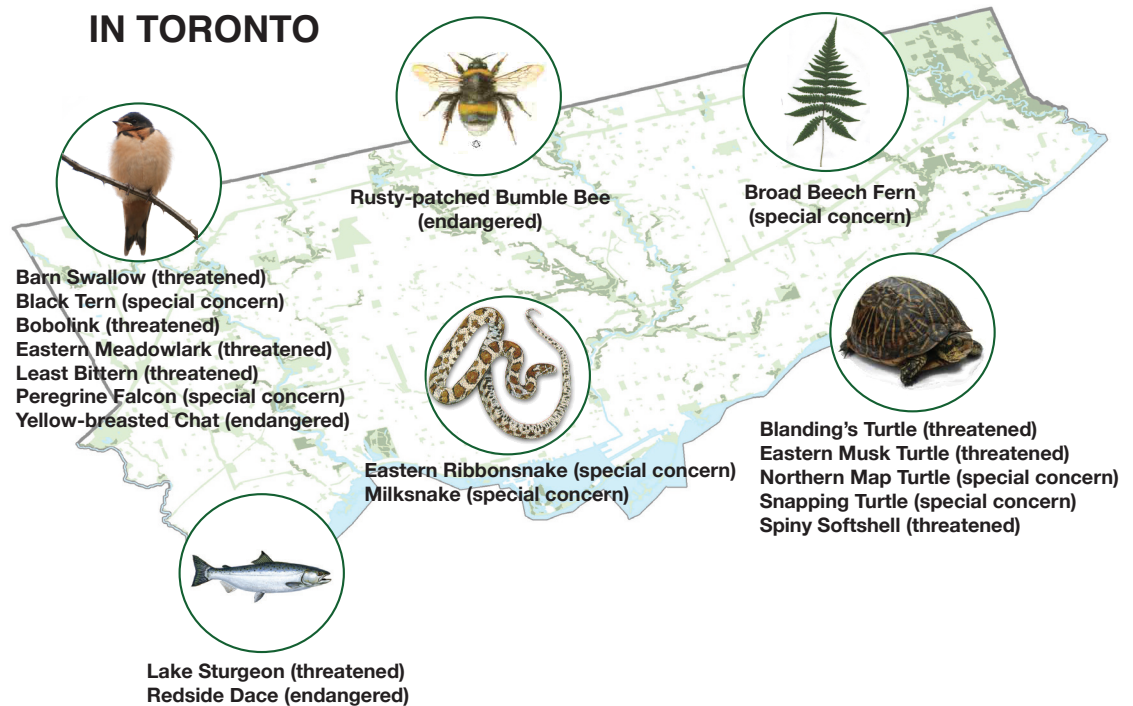 IN TORONTO
Rusty-patched Bumble Bee
(endangered)
Broad Beech Fern
(special concern)
Barn Swallow (threatened)
Black Tern (special concern)
Bobolink (threatened)
Eastern Meadowlark (threatened)
Least Bittern (threatened)
Peregrine Falcon (special concern)
Yellow-breasted Chat (endangered)
Eastern Ribbonsnake (special concern)
Milksnake (special concern)
Blanding’s Turtle (threatened)
Eastern Musk Turtle (threatened)
Northern Map Turtle (special concern)
Snapping Turtle (special concern)
Spiny Softshell (threatened)
Lake Sturgeon (threatened)
Redside Dace (endangered)